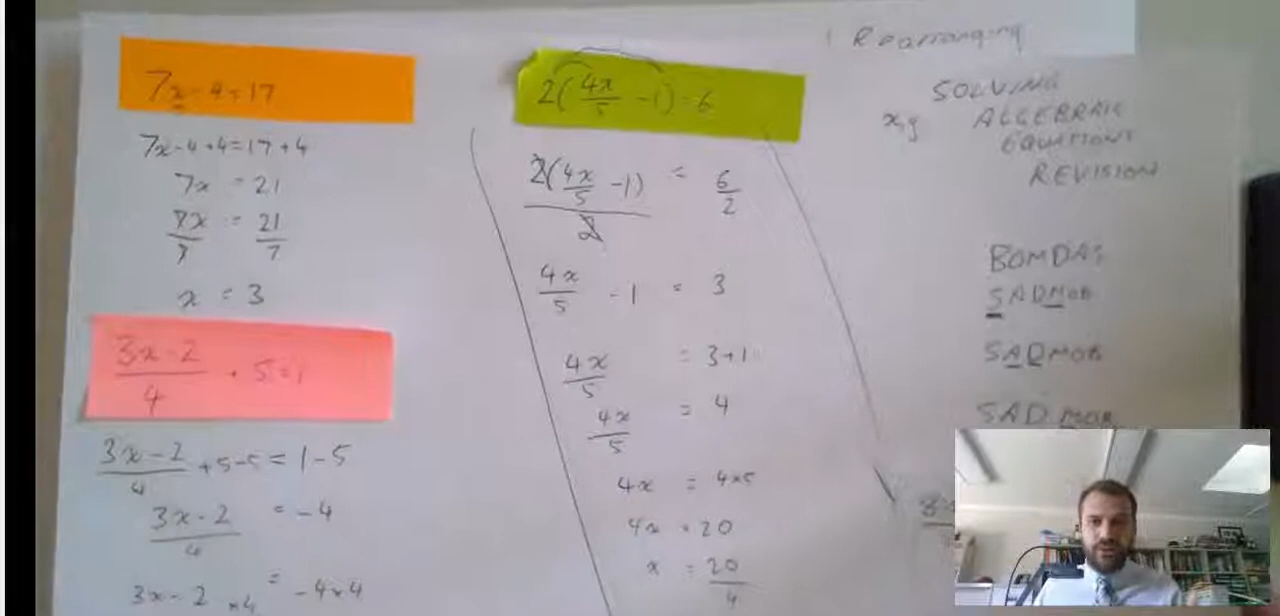 7x - 4 = 17
7x - 4 + 4 = 17 + 4
7x = 21
7x/7 = 21/7
x = 3
3x - 2/4 + 5 = 1
3x - 2/4 + 5 - 5 = 1 - 5
3x - 2/4 = -4
3x - 2 ×4 = -4×4
2(4x/5 - 1) = 6
2(4x/5 - 1)/2 = 6/2
4x/5 - 1 = 3
4x/5 = 3 + 1
4x/5 = 4
4x = 4×5
4x = 20
x = 20/4
Rearranging
SOLVING
x, y ALGEBRAIC
EQUATIONS
REVISION
BOMDAS
SADMOB
SADMOB
SADMOB